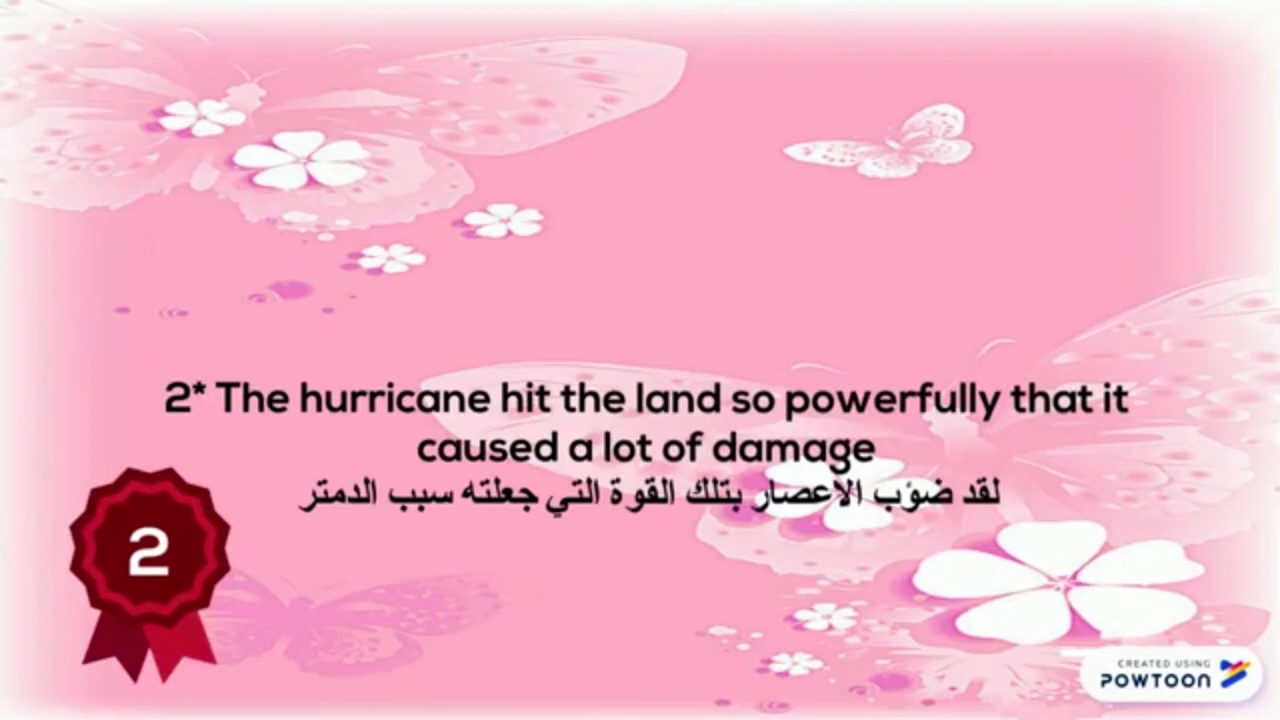 2* The hurricane hit the land so powerfully that it
caused a lot of damage
لقد ضؤب الاعصار بتلك القوة التي جعلته سبب الدمتر
2
CREATED USING
POWTOON